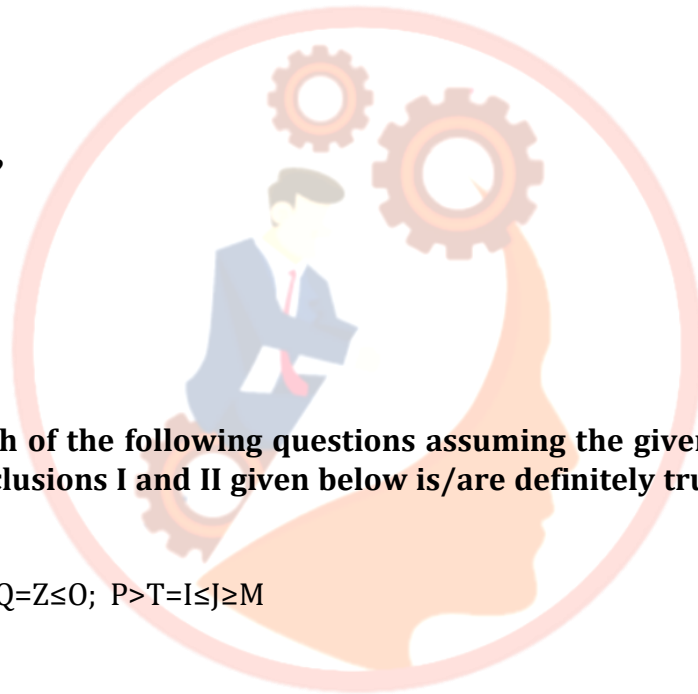 ,
h of the following questions assuming the given
clusions I and II given below is/are definitely tru
Q=Z≤O; P>T=I≤J≥M